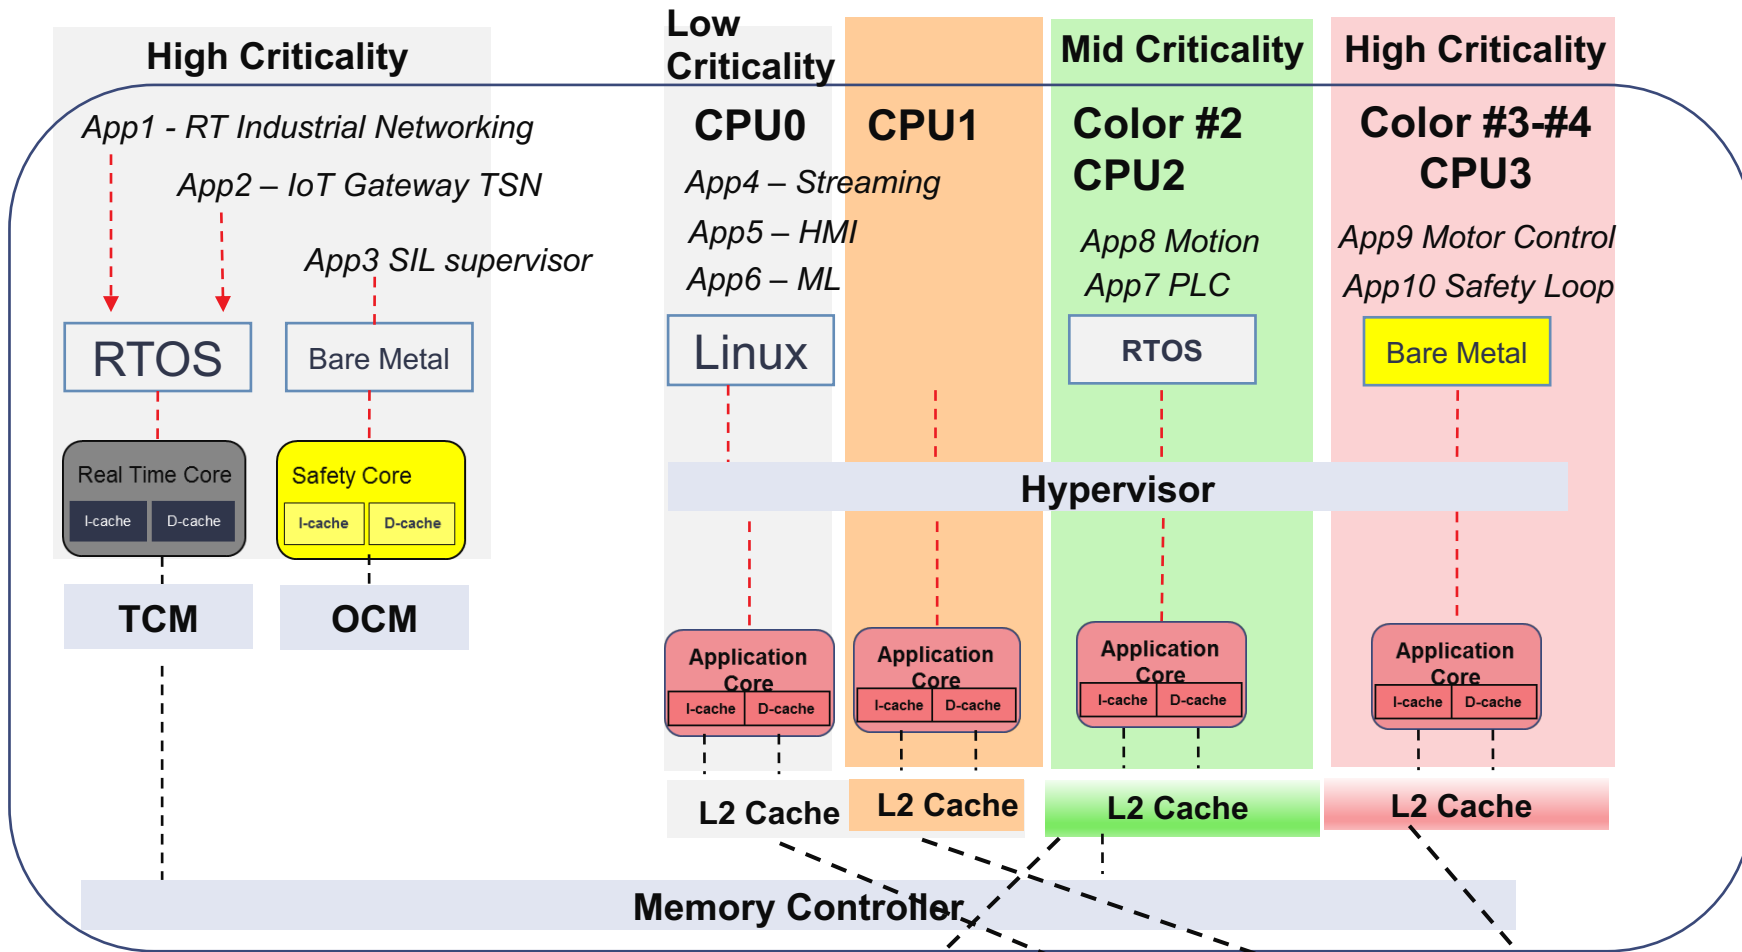 High Criticality
App1 - RT Industrial Networking
App2 – IoT Gateway TSN
App3 SIL supervisor
RTOS
Bare Metal
Real Time Core
I-cache
D-cache
Safety Core
I-cache
D-cache
TCM
OCM
Low
Criticality
CPU0
App4 – Streaming
App5 – HMI
App6 – ML
Linux
CPU1
Mid Criticality
Color #2
CPU2
App8 Motion
App7 PLC
RTOS
High Criticality
Color #3-#4
CPU3
App9 Motor Control
App10 Safety Loop
Bare Metal
Hypervisor
Application
Core
I-cache
D-cache
Application
Core
I-cache
D-cache
Application
Core
I-cache
D-cache
Application
Core
I-cache
D-cache
L2 Cache
L2 Cache
L2 Cache
L2 Cache
Memory Controller